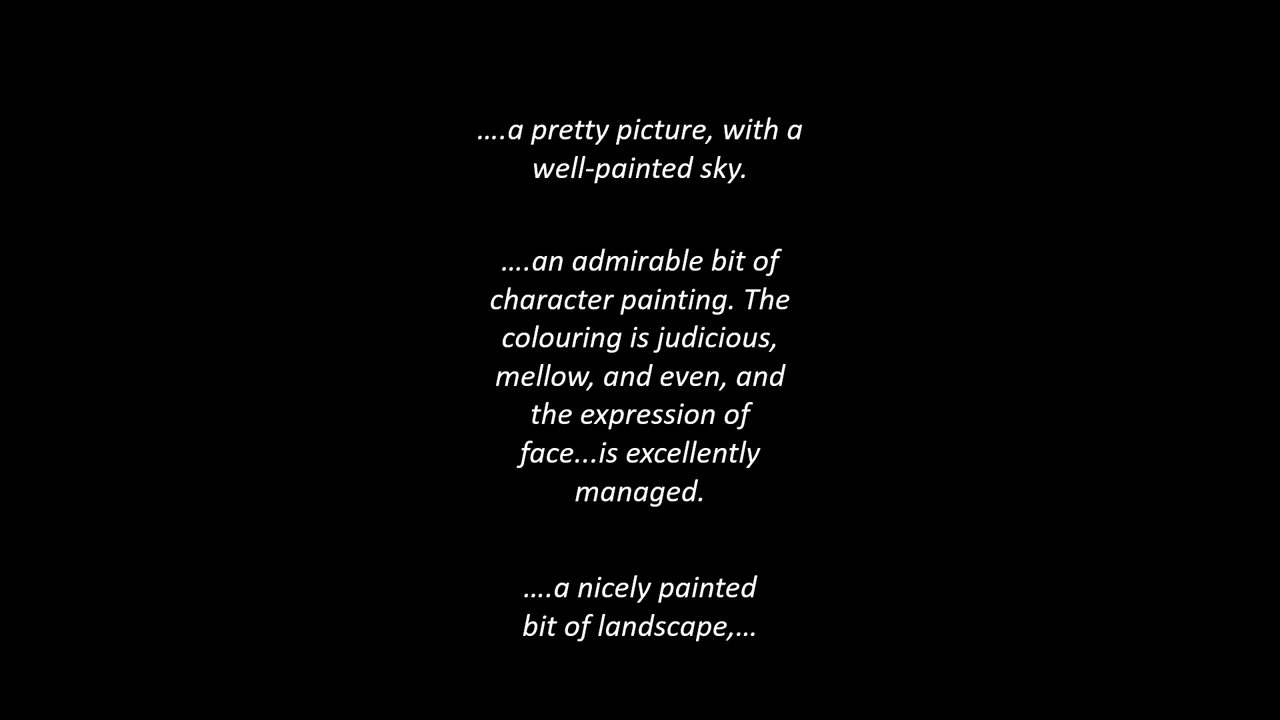 ….a pretty picture, with a
well-painted sky.
….an admirable bit of
character painting. The
colouring is judicious,
mellow, and even, and
the expression of
face...is excellently
managed.
….a nicely painted
bit of landscape,…